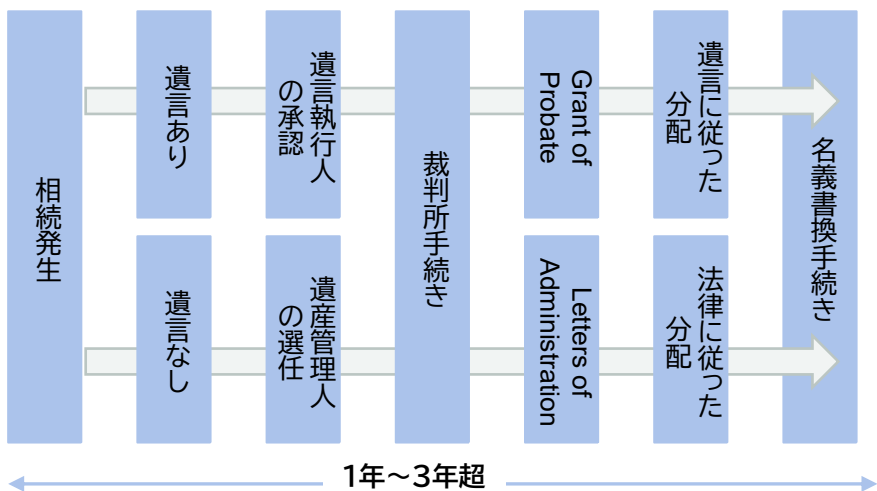 相続発生
遺言あり
遺言執行人
の承認
裁判所手続き
Grant of
Probate
遺言に従った
分配
名義書換手続き
遺言なし
遺産管理人
の選任
Letters of
Administration
法律に従った
分配
1年～3年超